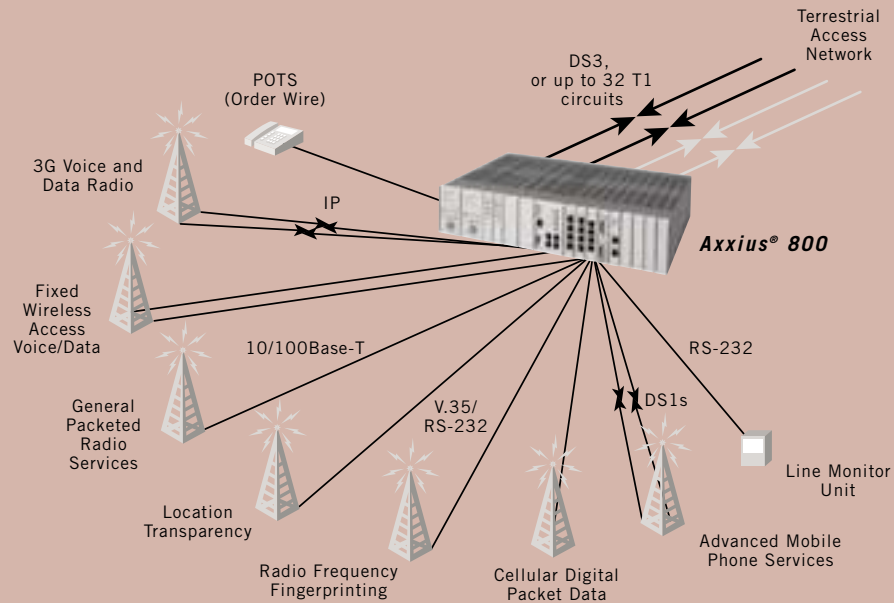 Terrestrial
Access
Network
DS3,
or up to 32 T1
circuits
POTS
(Order Wire)
3G Voice and
Data Radio
IP
Axxius® 800
Fixed
Wireless
Access
Voice/Data
10/100Base-T
RS-232
General
Packeted
Radio
Services
V.35/
RS-232
DS1s
Line Monitor
Unit
Location
Transparency
Advanced Mobile
Phone Services
Radio Frequency
Fingerprinting
Cellular Digital
Packet Data